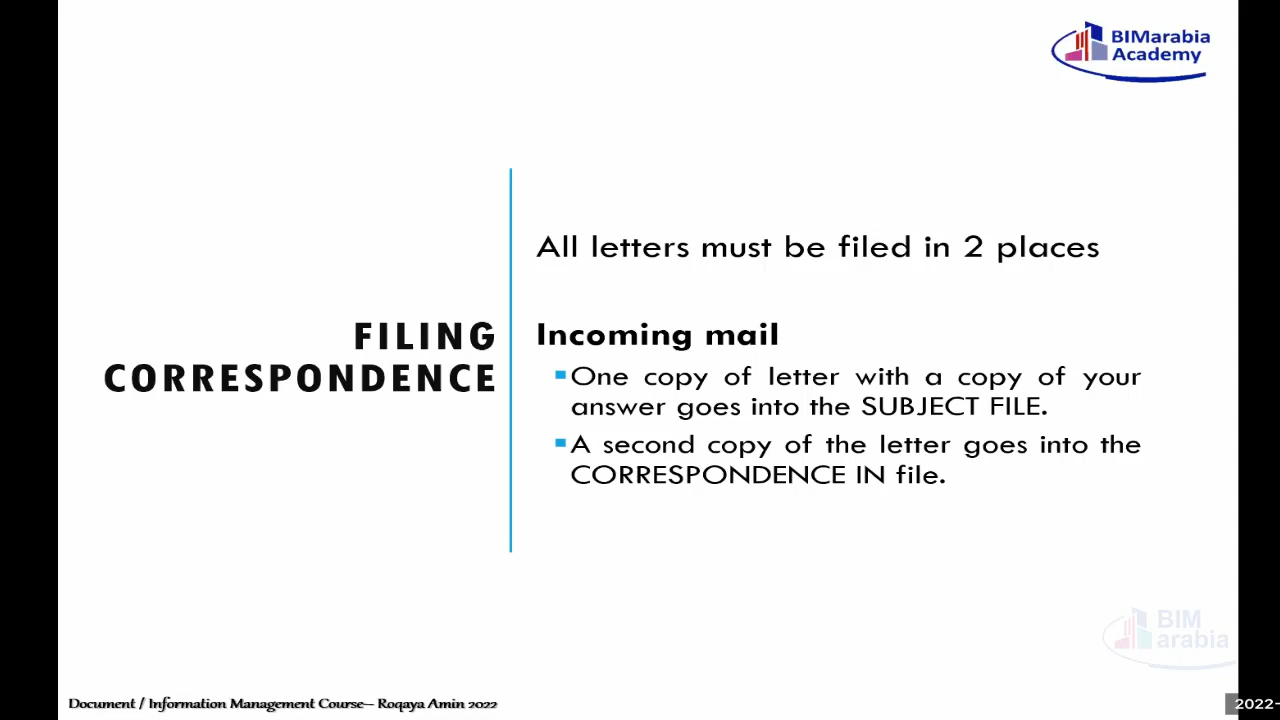 BIMarabia
Academy
All letters must be filed in 2 places
FILING
CORRESPONDENCE
Incoming mail
One copy of letter with a copy of your
answer goes into the SUBJECT FILE.
A second copy of the letter goes into the
CORRESPONDENCE IN file.
BIM
arabia
Document / Information Management Course– Roqaya Amin 2022
2022-